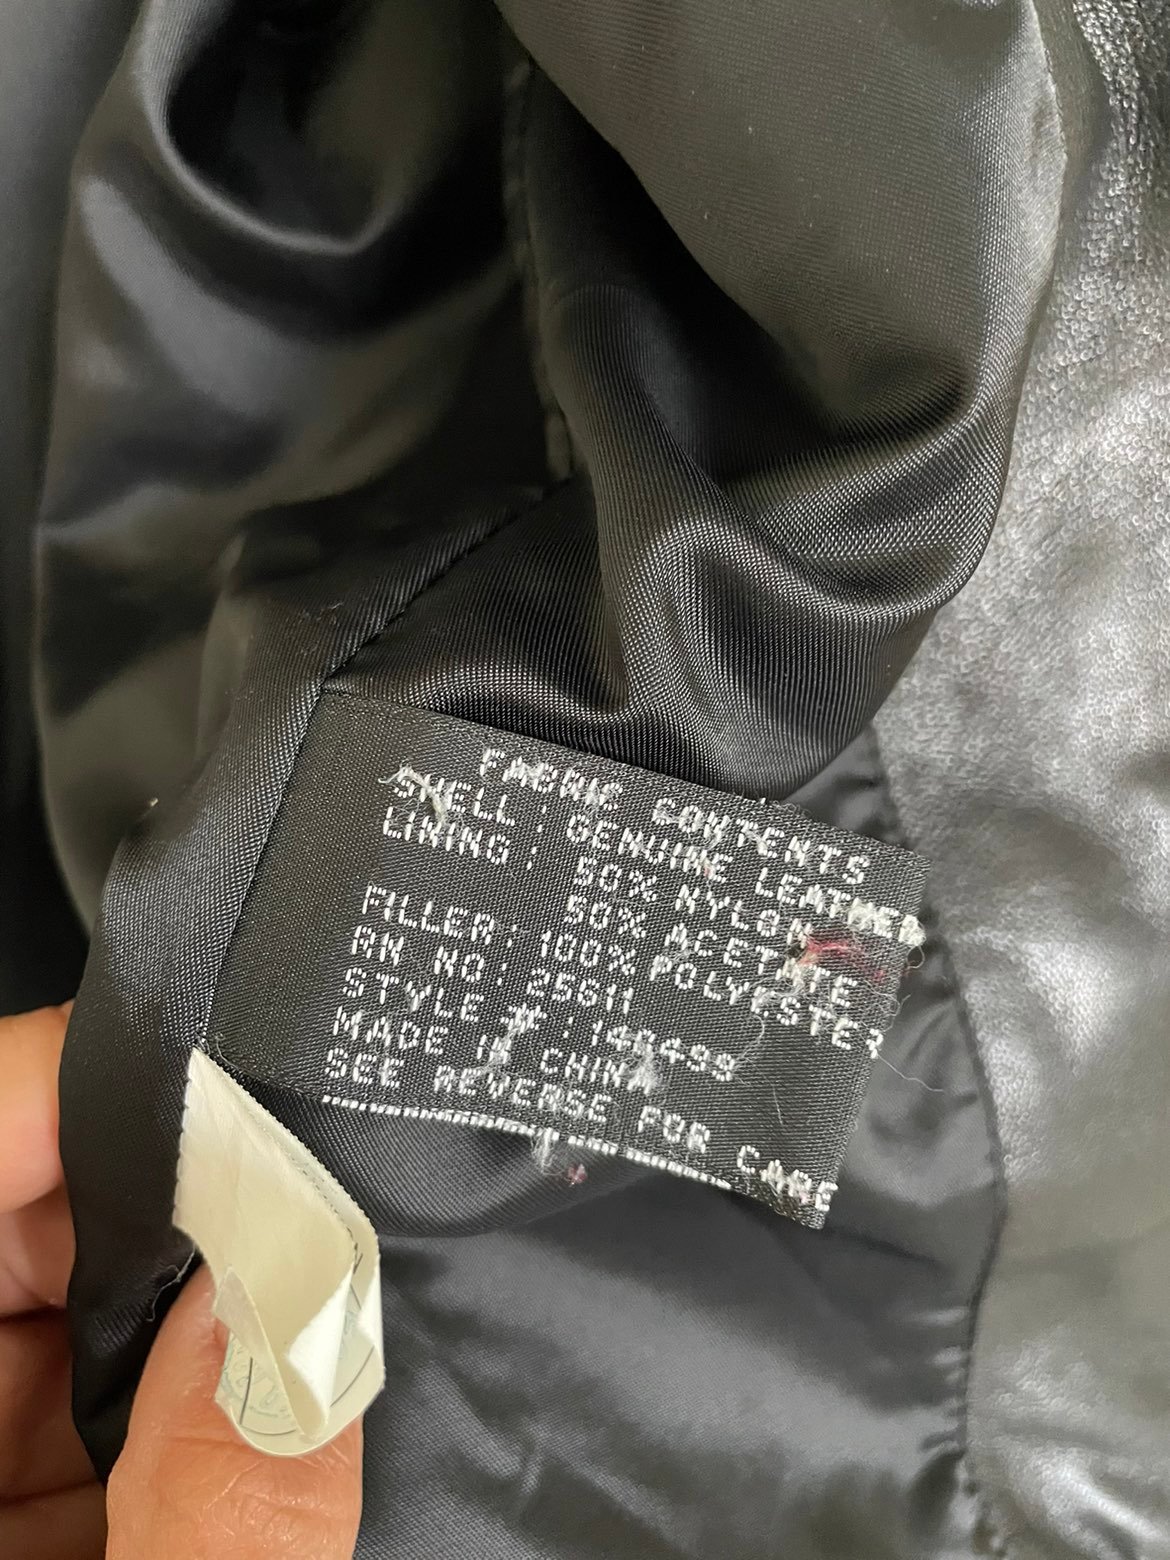 FABRIC CONTENTS
SHELL : GENUINE LEATHER
LINING : 50% NYLON
50% ACETATE
FILLER : 100% POLYESTER
RN NO : 25611
STYLE # :
MADE IN CHINA
SEE REVERSE FOR CARE